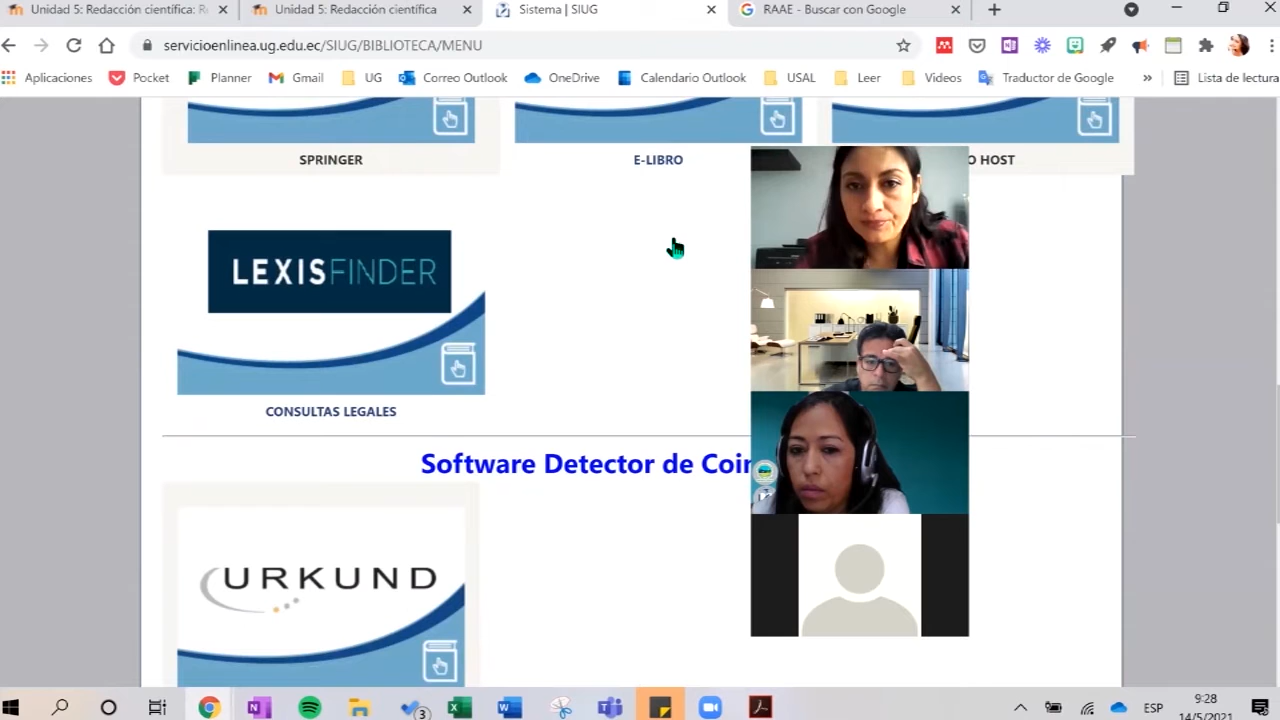 Unidad 5: Redacción científica: R
Unidad 5: Redacción científica
Sistema | SIUG
RAAE - Buscar con Google
servicioenlinea.ug.edu.ec/SIUG/BIBLIOTECA/MENU
Aplicaciones
Pocket
Planner
Gmail
UG
Correo Outlook
OneDrive
Calendario Outlook
USAL
Leer
Videos
Traductor de Google
»
Lista de lectura
SPRINGER
E-LIBRO
O HOST
LEXISFINDER
CONSULTAS LEGALES
Software Detector de Coin
URKUND
3
ESP
9:28
14/5/2021